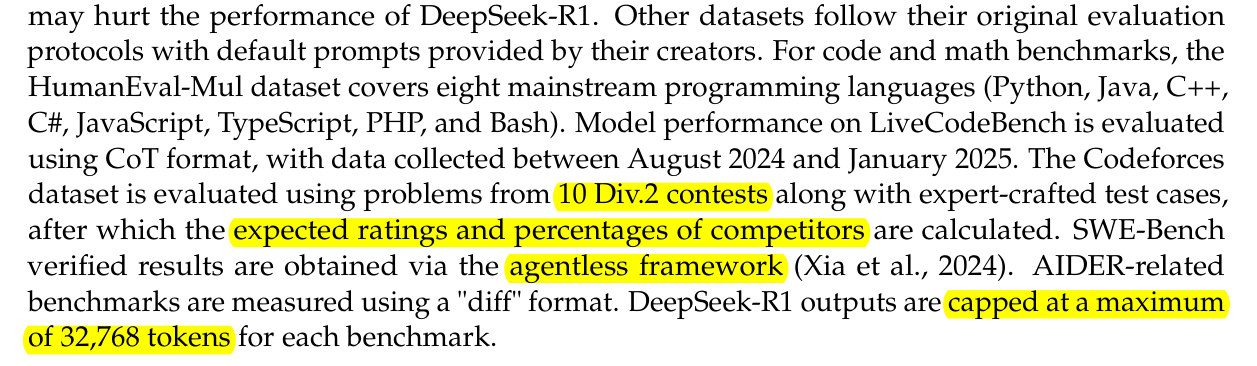 may hurt the performance of DeepSeek-R1. Other datasets follow their original evaluation
protocols with default prompts provided by their creators. For code and math benchmarks, the
HumanEval-Mul dataset covers eight mainstream programming languages (Python, Java, C++,
C#, JavaScript, TypeScript, PHP, and Bash). Model performance on LiveCodeBench is evaluated
using CoT format, with data collected between August 2024 and January 2025. The Codeforces
dataset is evaluated using problems from 10 Div.2 contests along with expert-crafted test cases,
after which the expected ratings and percentages of competitors are calculated. SWE-Bench
verified results are obtained via the agentless framework (Xia et al., 2024). AIDER-related
benchmarks are measured using a "diff" format. DeepSeek-R1 outputs are capped at a maximum
of 32,768 tokens for each benchmark.